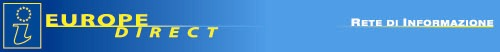 EUROPE
DIRECT
RETE DI INFORMAZIONE